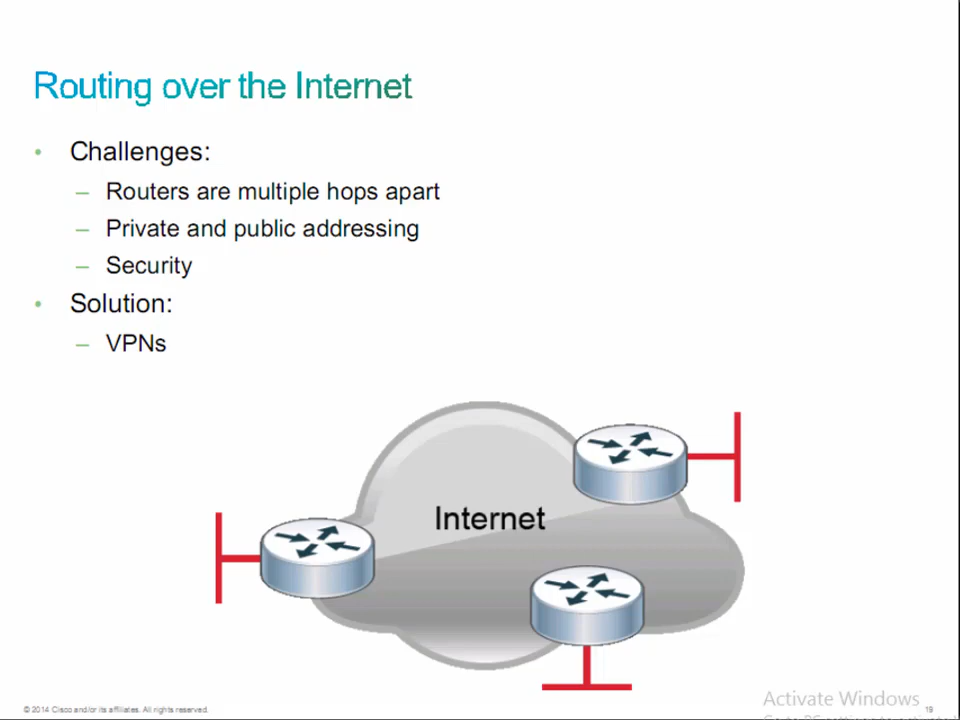 Routing over the Internet
• Challenges:
– Routers are multiple hops apart
– Private and public addressing
– Security
• Solution:
– VPNs
Internet
© 2014 Cisco and/or its affiliates. All rights reserved.
Activate Windows
19